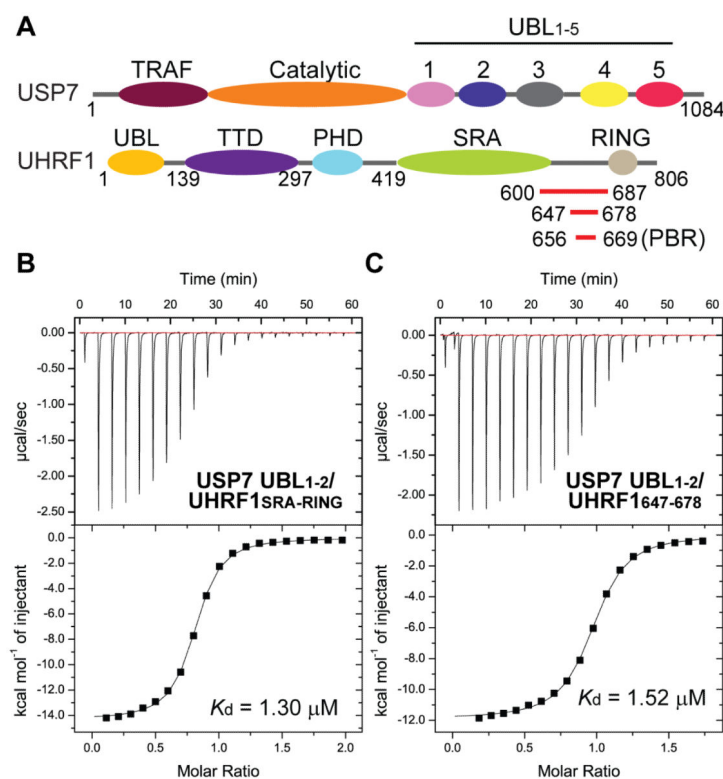 A
UBL1-5
TRAF Catalytic 1 2 3 4 5
USP7
1 1084
UBL TTD PHD SRA RING
UHRF1
1 139 297 419 806
600 687
647 678
656 669 (PBR)
B
Time (min)
0 10 20 30 40 50 60
0.00
-0.50
-1.00
-1.50
-2.00
-2.50
µcal/sec
USP7 UBL1-2/
UHRF1SRA-RING
0.0
-2.0
-4.0
-6.0
-8.0
-10.0
-12.0
-14.0
kcal mol-1 of injectant
Kd = 1.30 µM
0.0 0.5 1.0 1.5 2.0
Molar Ratio
C
Time (min)
0 10 20 30 40 50 60
0.00
-0.50
-1.00
-1.50
-2.00
µcal/sec
USP7 UBL1-2/
UHRF1647-678
0.0
-2.0
-4.0
-6.0
-8.0
-10.0
-12.0
kcal mol-1 of injectant
Kd = 1.52 µM
0.0 0.5 1.0 1.5
Molar Ratio